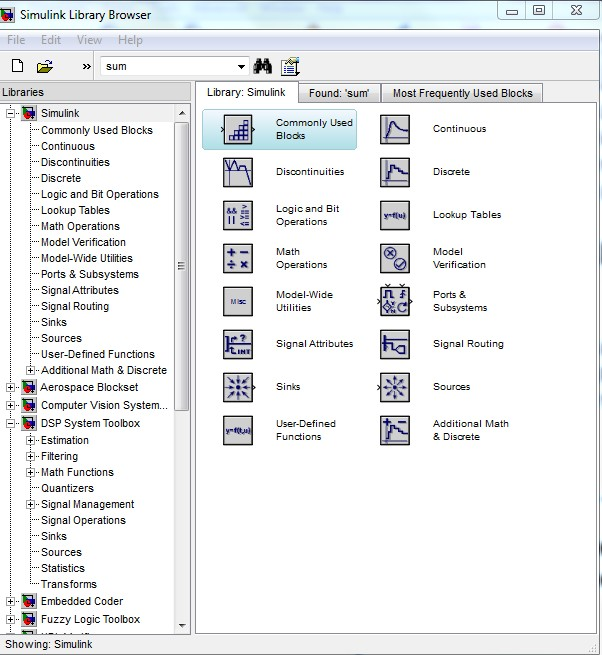 Simulink Library Browser
File Edit View Help
» sum
Libraries
Library: Simulink Found: 'sum' Most Frequently Used Blocks
Simulink
Commonly Used Blocks
Continuous
Discontinuities
Discrete
Logic and Bit Operations
Lookup Tables
Math Operations
Model Verification
Model-Wide Utilities
Ports & Subsystems
Signal Attributes
Signal Routing
Sinks
Sources
User-Defined Functions
Additional Math & Discrete
Aerospace Blockset
Computer Vision System...
DSP System Toolbox
Estimation
Filtering
Math Functions
Quantizers
Signal Management
Signal Operations
Sinks
Sources
Statistics
Transforms
Embedded Coder
Fuzzy Logic Toolbox
Commonly Used
Blocks
Continuous
Discontinuities
Discrete
Logic and Bit
Operations
y=f(u)
Lookup Tables
Math
Operations
Model
Verification
Misc
Model-Wide
Utilities
Ports &
Subsystems
Signal Attributes
Signal Routing
Sinks
Sources
y=f(t,u)
User-Defined
Functions
Additional Math
& Discrete
Showing: Simulink